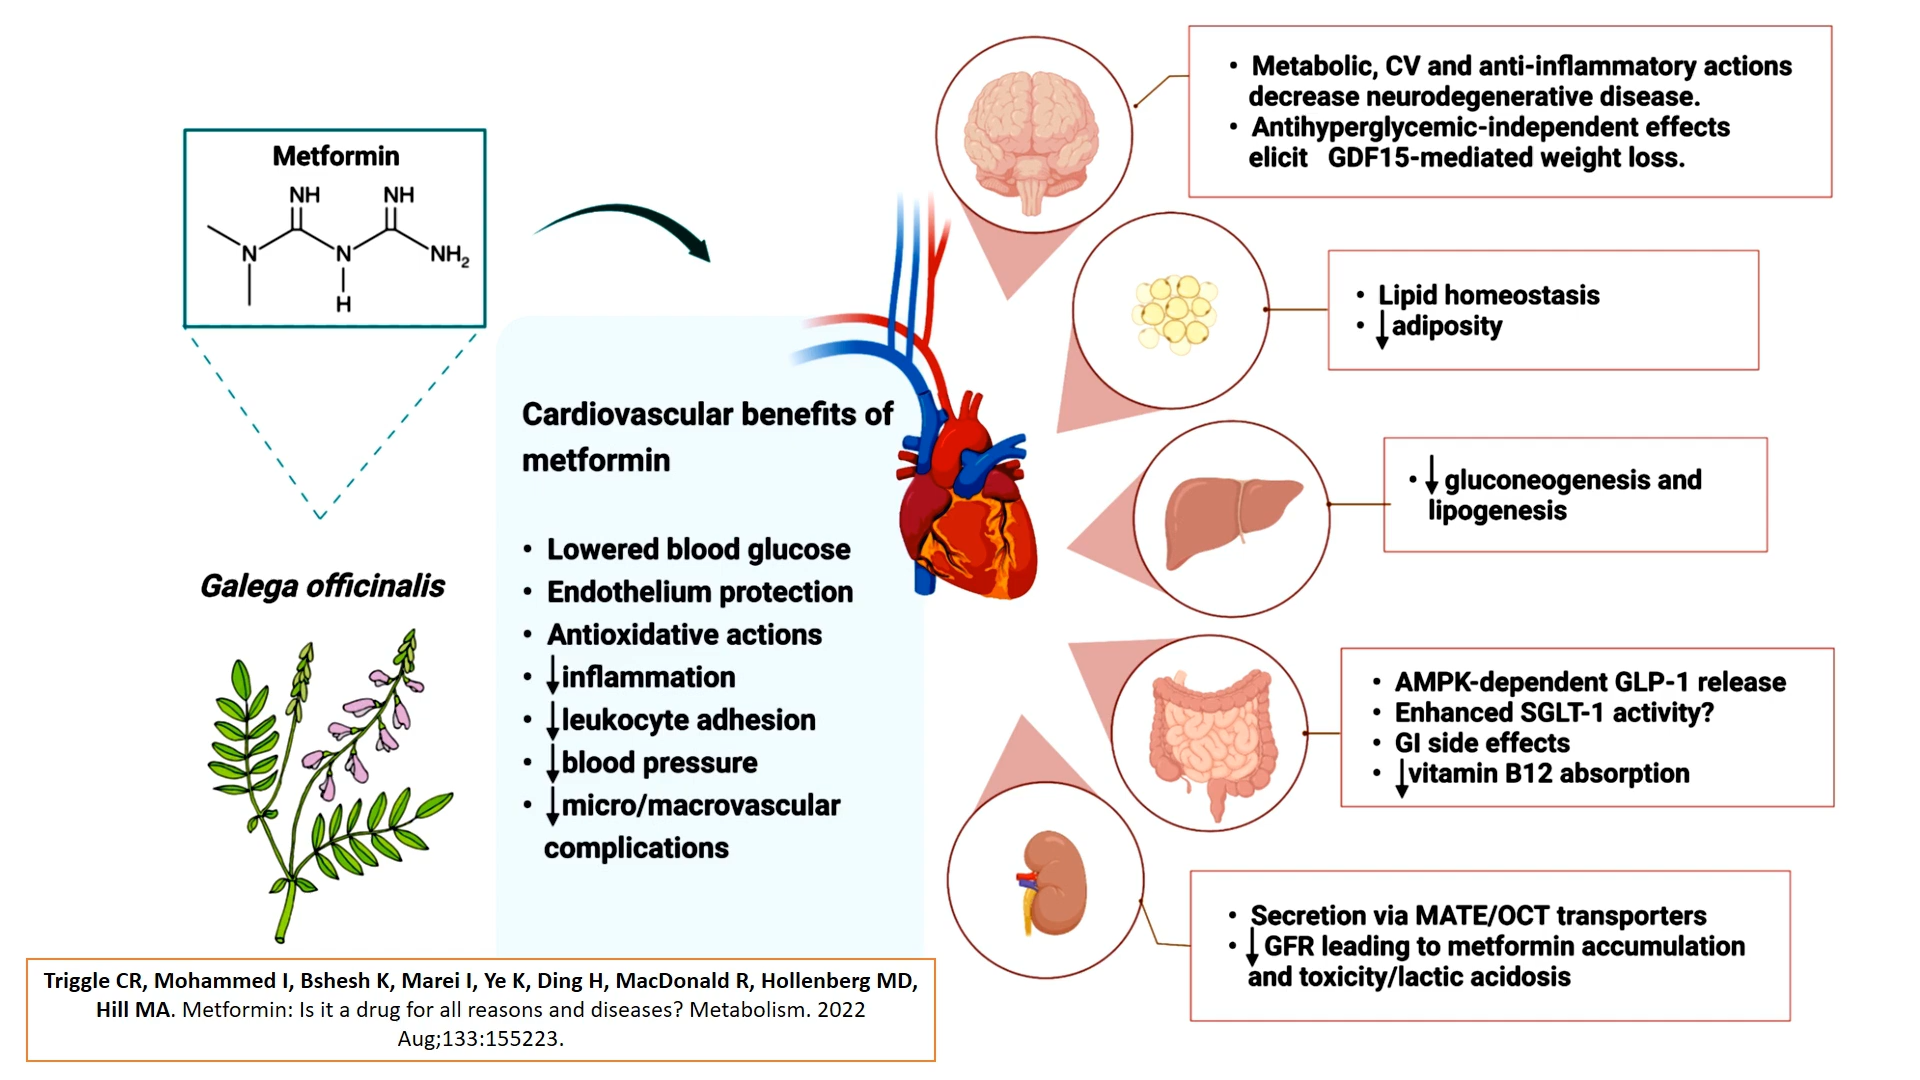 Metformin
NH NH
N N NH2
H
Galega officinalis
Cardiovascular benefits of
metformin
• Lowered blood glucose
• Endothelium protection
• Antioxidative actions
• ↓inflammation
• ↓leukocyte adhesion
• ↓blood pressure
• ↓micro/macrovascular
complications
• Metabolic, CV and anti-inflammatory actions
decrease neurodegenerative disease.
• Antihyperglycemic-independent effects
elicit GDF15-mediated weight loss.
• Lipid homeostasis
• ↓adiposity
• ↓gluconeogenesis and
lipogenesis
• AMPK-dependent GLP-1 release
• Enhanced SGLT-1 activity?
• GI side effects
• ↓vitamin B12 absorption
• Secretion via MATE/OCT transporters
• ↓GFR leading to metformin accumulation
and toxicity/lactic acidosis
Triggle CR, Mohammed I, Bshesh K, Marei I, Ye K, Ding H, MacDonald R, Hollenberg MD,
Hill MA. Metformin: Is it a drug for all reasons and diseases? Metabolism. 2022
Aug;133:155223.